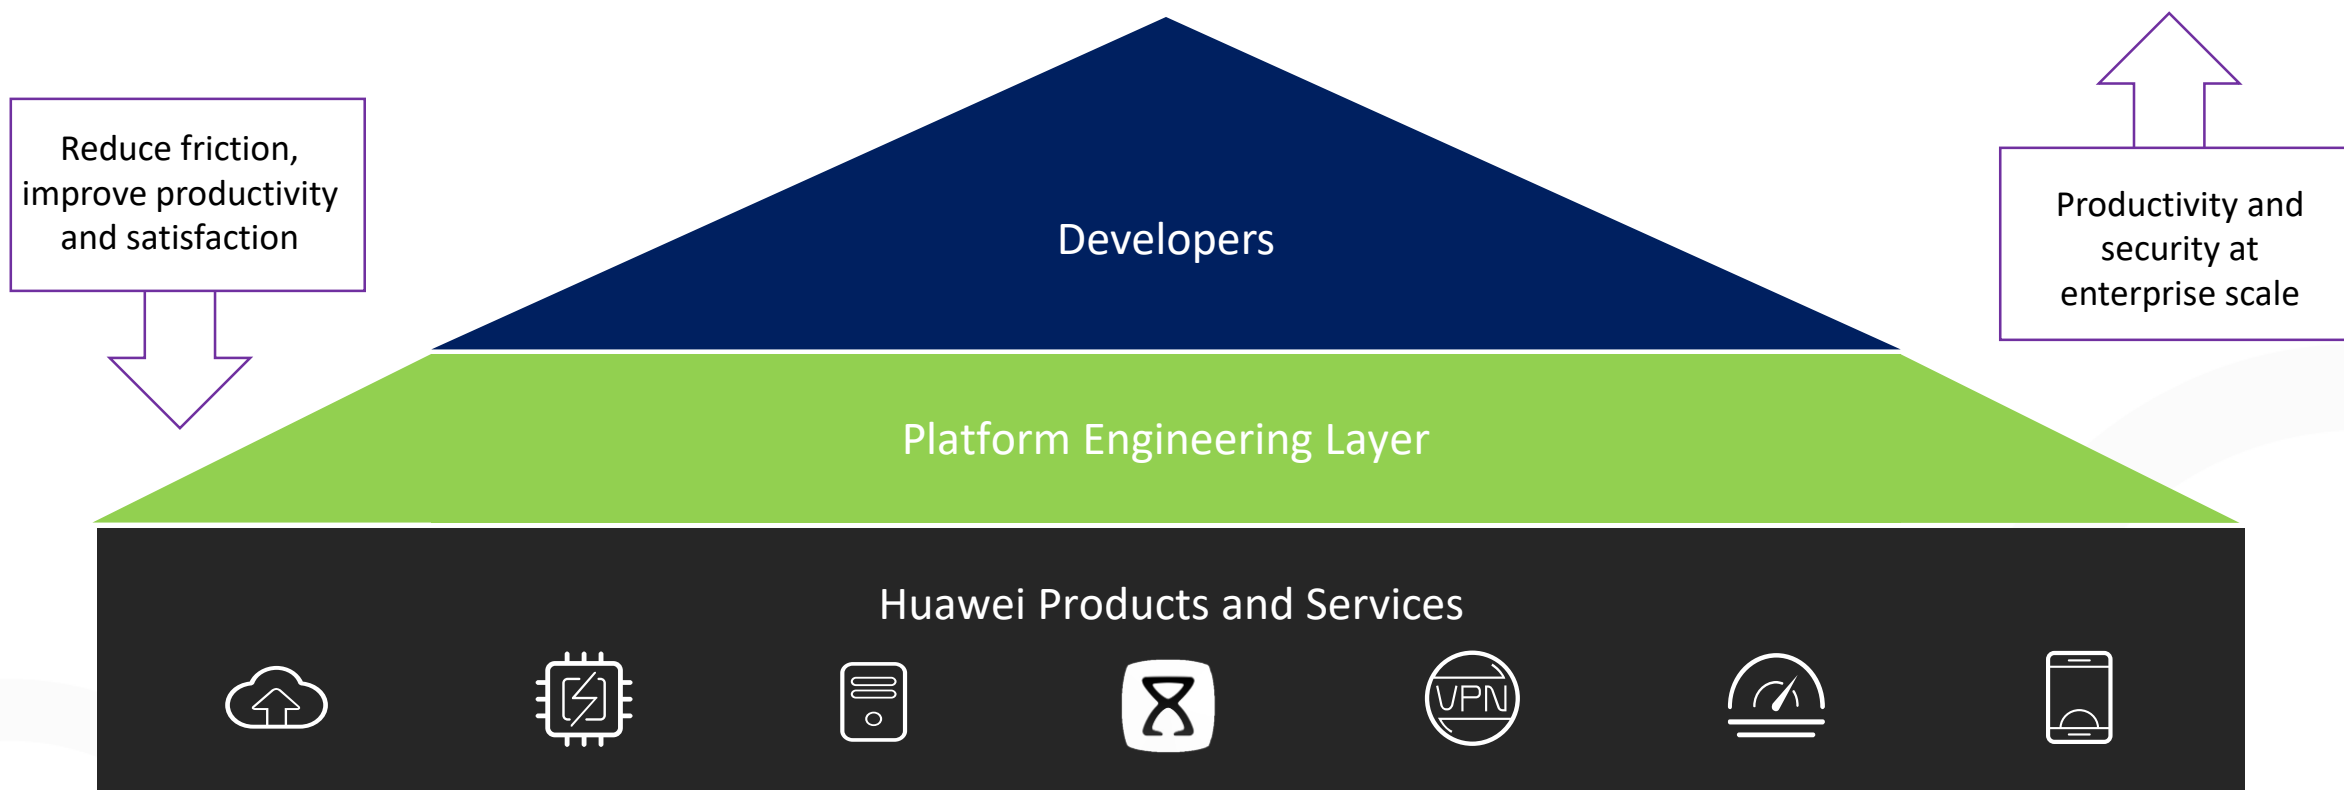 Reduce friction,
improve productivity
and satisfaction
Developers
Productivity and
security at
enterprise scale
Platform Engineering Layer
Huawei Products and Services
VPN